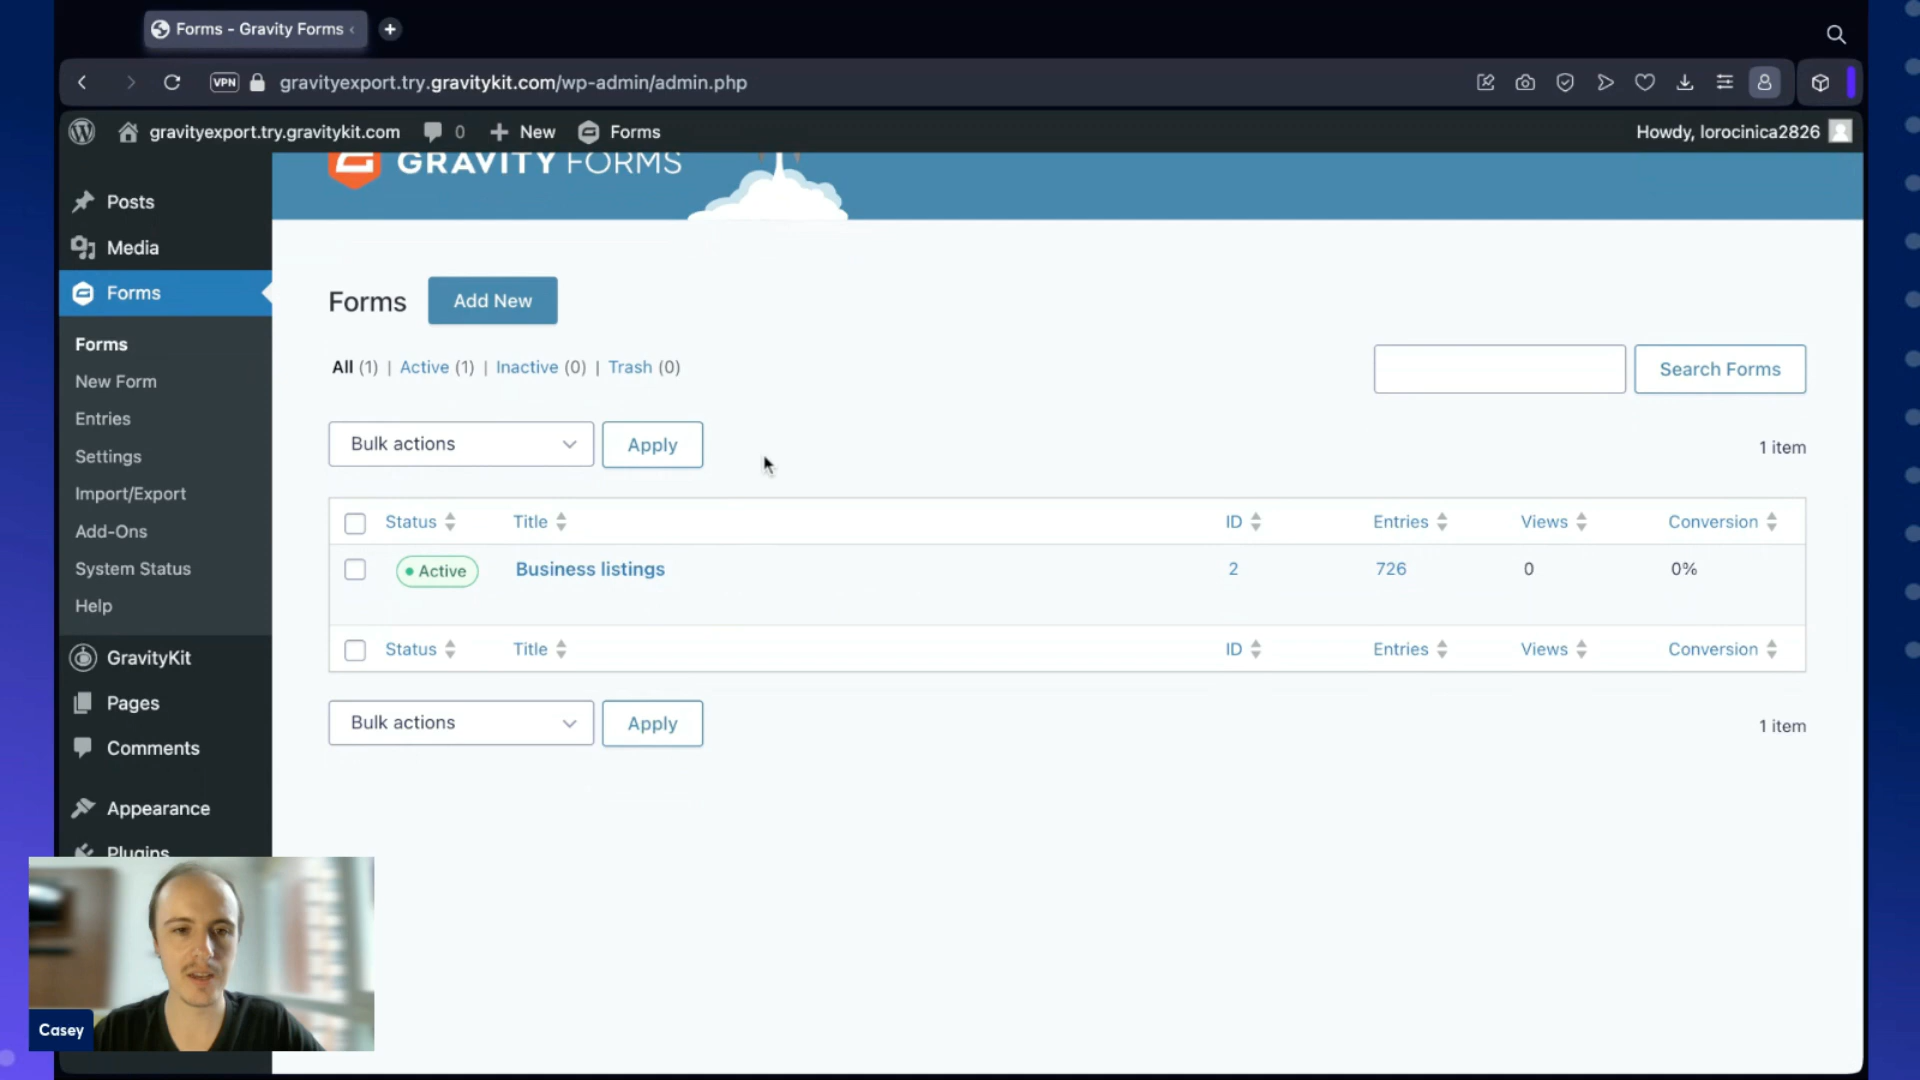 Forms - Gravity Forms ‹
VPN
gravityexport.try.gravitykit.com/wp-admin/admin.php
gravityexport.try.gravitykit.com
0
New
Forms
Howdy, lorocinica2826
GRAVITY FORMS
Posts
Media
Forms
Forms
New Form
Entries
Settings
Import/Export
Add-Ons
System Status
Help
GravityKit
Pages
Comments
Appearance
Plugins
Forms
Add New
All (1) | Active (1) | Inactive (0) | Trash (0)
Search Forms
Bulk actions
Apply
1 item
Status Title ID Entries Views Conversion
Active Business listings 2 726 0 0%
Status Title ID Entries Views Conversion
Bulk actions
Apply
1 item
Casey